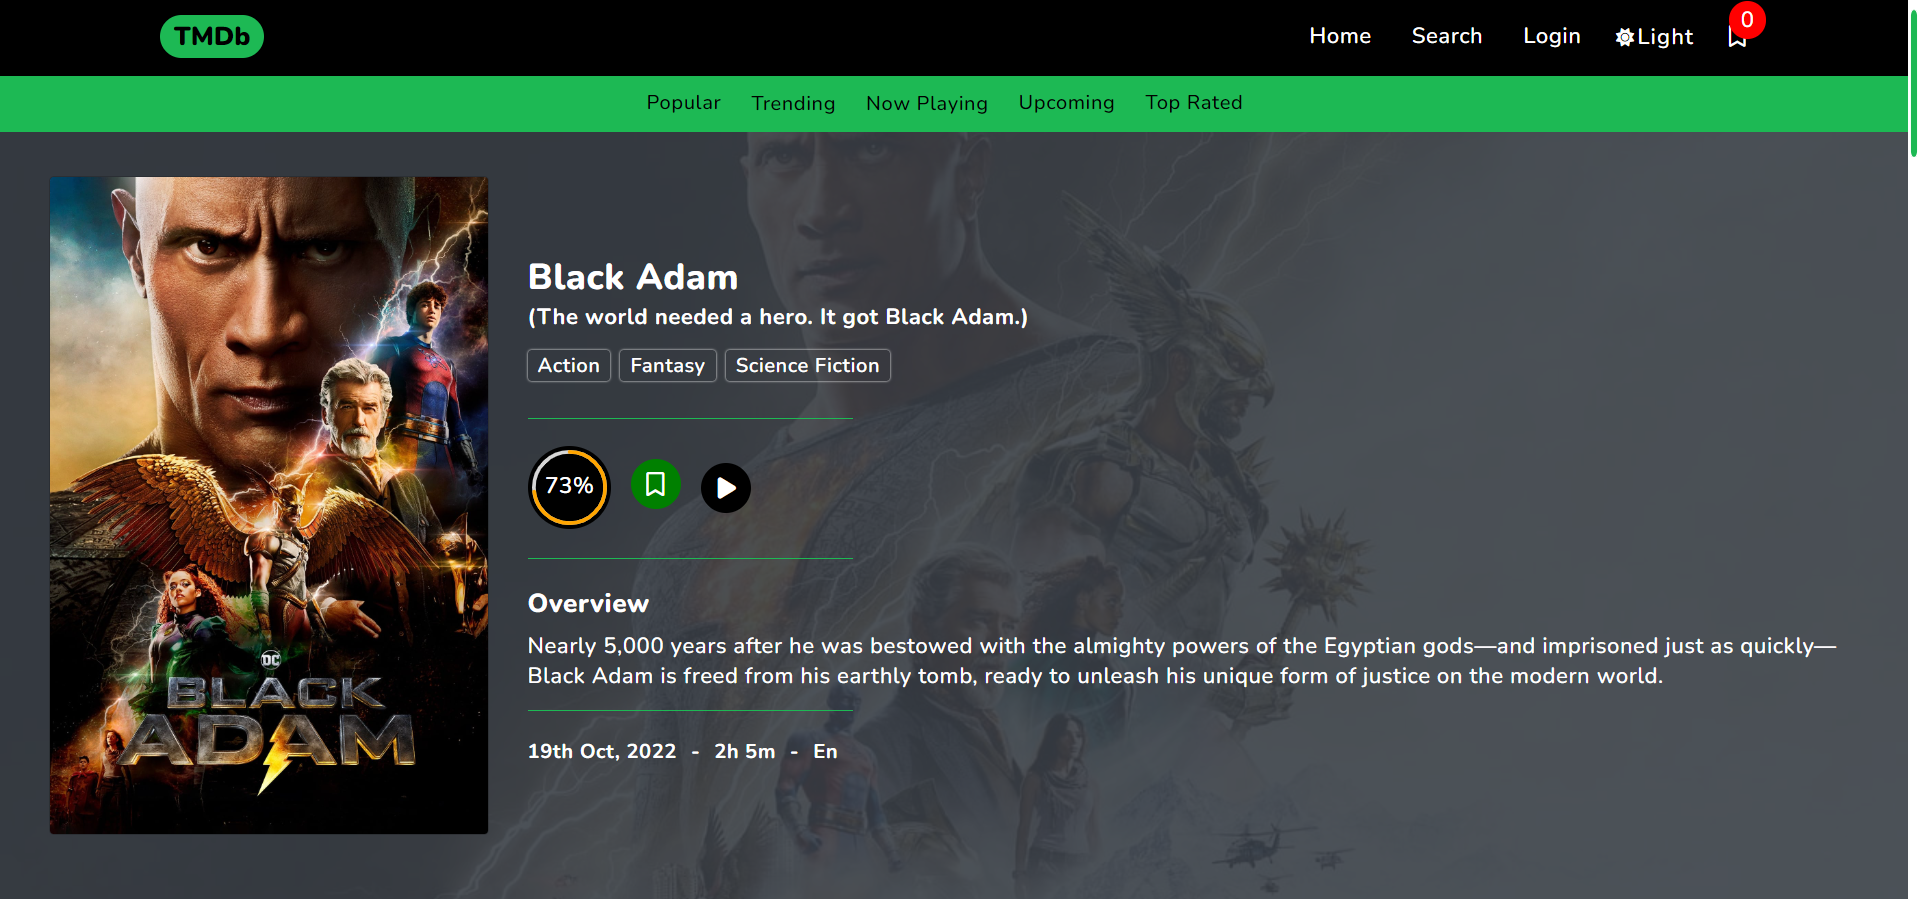 TMDb
Home Search Login Light 0
Popular Trending Now Playing Upcoming Top Rated
Black Adam
(The world needed a hero. It got Black Adam.)
Action Fantasy Science Fiction
73%
Overview
Nearly 5,000 years after he was bestowed with the almighty powers of the Egyptian gods—and imprisoned just as quickly—
Black Adam is freed from his earthly tomb, ready to unleash his unique form of justice on the modern world.
19th Oct, 2022 - 2h 5m - En
DC
BLACK
ADAM